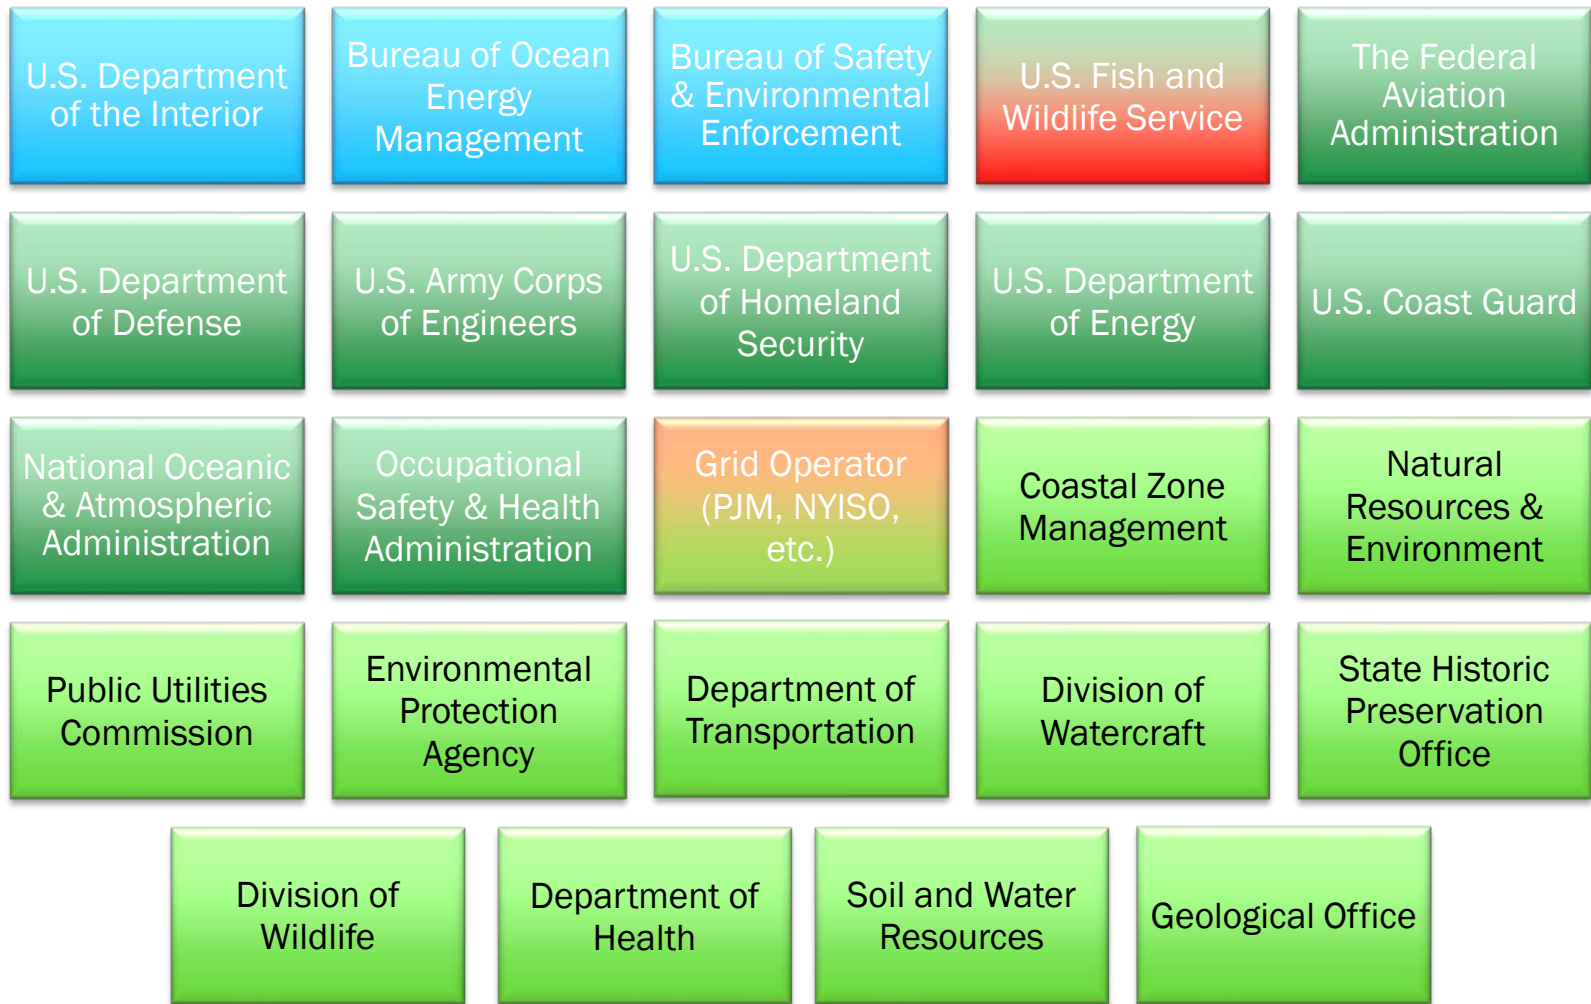 U.S. Department
of the Interior
Bureau of Ocean
Energy
Management
Bureau of Safety
& Environmental
Enforcement
U.S. Fish and
Wildlife Service
The Federal
Aviation
Administration
U.S. Department
of Defense
U.S. Army Corps
of Engineers
U.S. Department
of Homeland
Security
U.S. Department
of Energy
U.S. Coast Guard
National Oceanic
& Atmospheric
Administration
Occupational
Safety & Health
Administration
Grid Operator
(PJM, NYISO,
etc.)
Coastal Zone
Management
Natural
Resources &
Environment
Public Utilities
Commission
Environmental
Protection
Agency
Department of
Transportation
Division of
Watercraft
State Historic
Preservation
Office
Division of
Wildlife
Department of
Health
Soil and Water
Resources
Geological Office